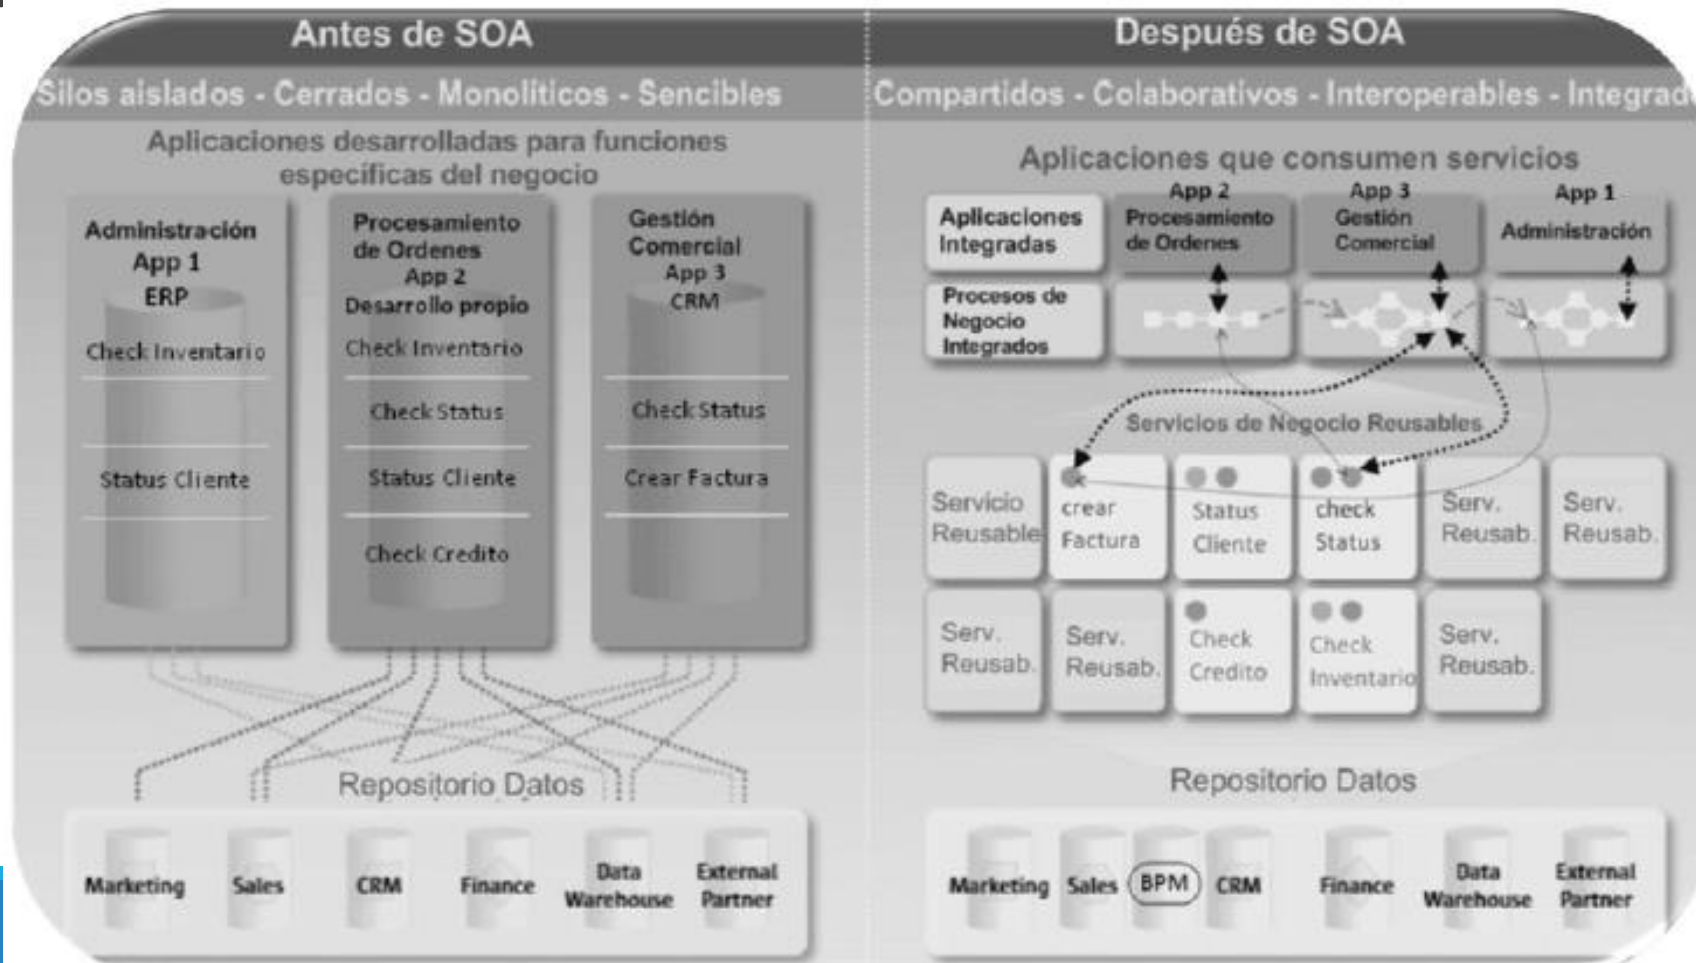 Antes de SOA
Silos aislados - Cerrados - Monolíticos - Sencibles
Aplicaciones desarrolladas para funciones
específicas del negocio
Administración
App 1
ERP
Check Inventario
Status Cliente
Procesamiento
de Ordenes
App 2
Desarrollo propio
Check Inventario
Check Status
Status Cliente
Check Credito
Gestión
Comercial
App 3
CRM
Check Status
Crear Factura
Repositorio Datos
Marketing
Sales
CRM
Finance
Data
Warehouse
External
Partner
Después de SOA
Compartidos - Colaborativos - Interoperables - Integrad
Aplicaciones que consumen servicios
Aplicaciones
Integradas
App 2
Procesamiento
de Ordenes
App 3
Gestión
Comercial
App 1
Administración
Procesos de
Negocio
Integrados
Servicios de Negocio Reusables
Servicio
Reusable
crear
Factura
Status
Cliente
check
Status
Serv.
Reusab.
Serv.
Reusab.
Serv.
Reusab.
Serv.
Reusab.
Check
Credito
Check
Inventario
Serv.
Reusab.
Repositorio Datos
Marketing
Sales
BPM
CRM
Finance
Data
Warehouse
External
Partner